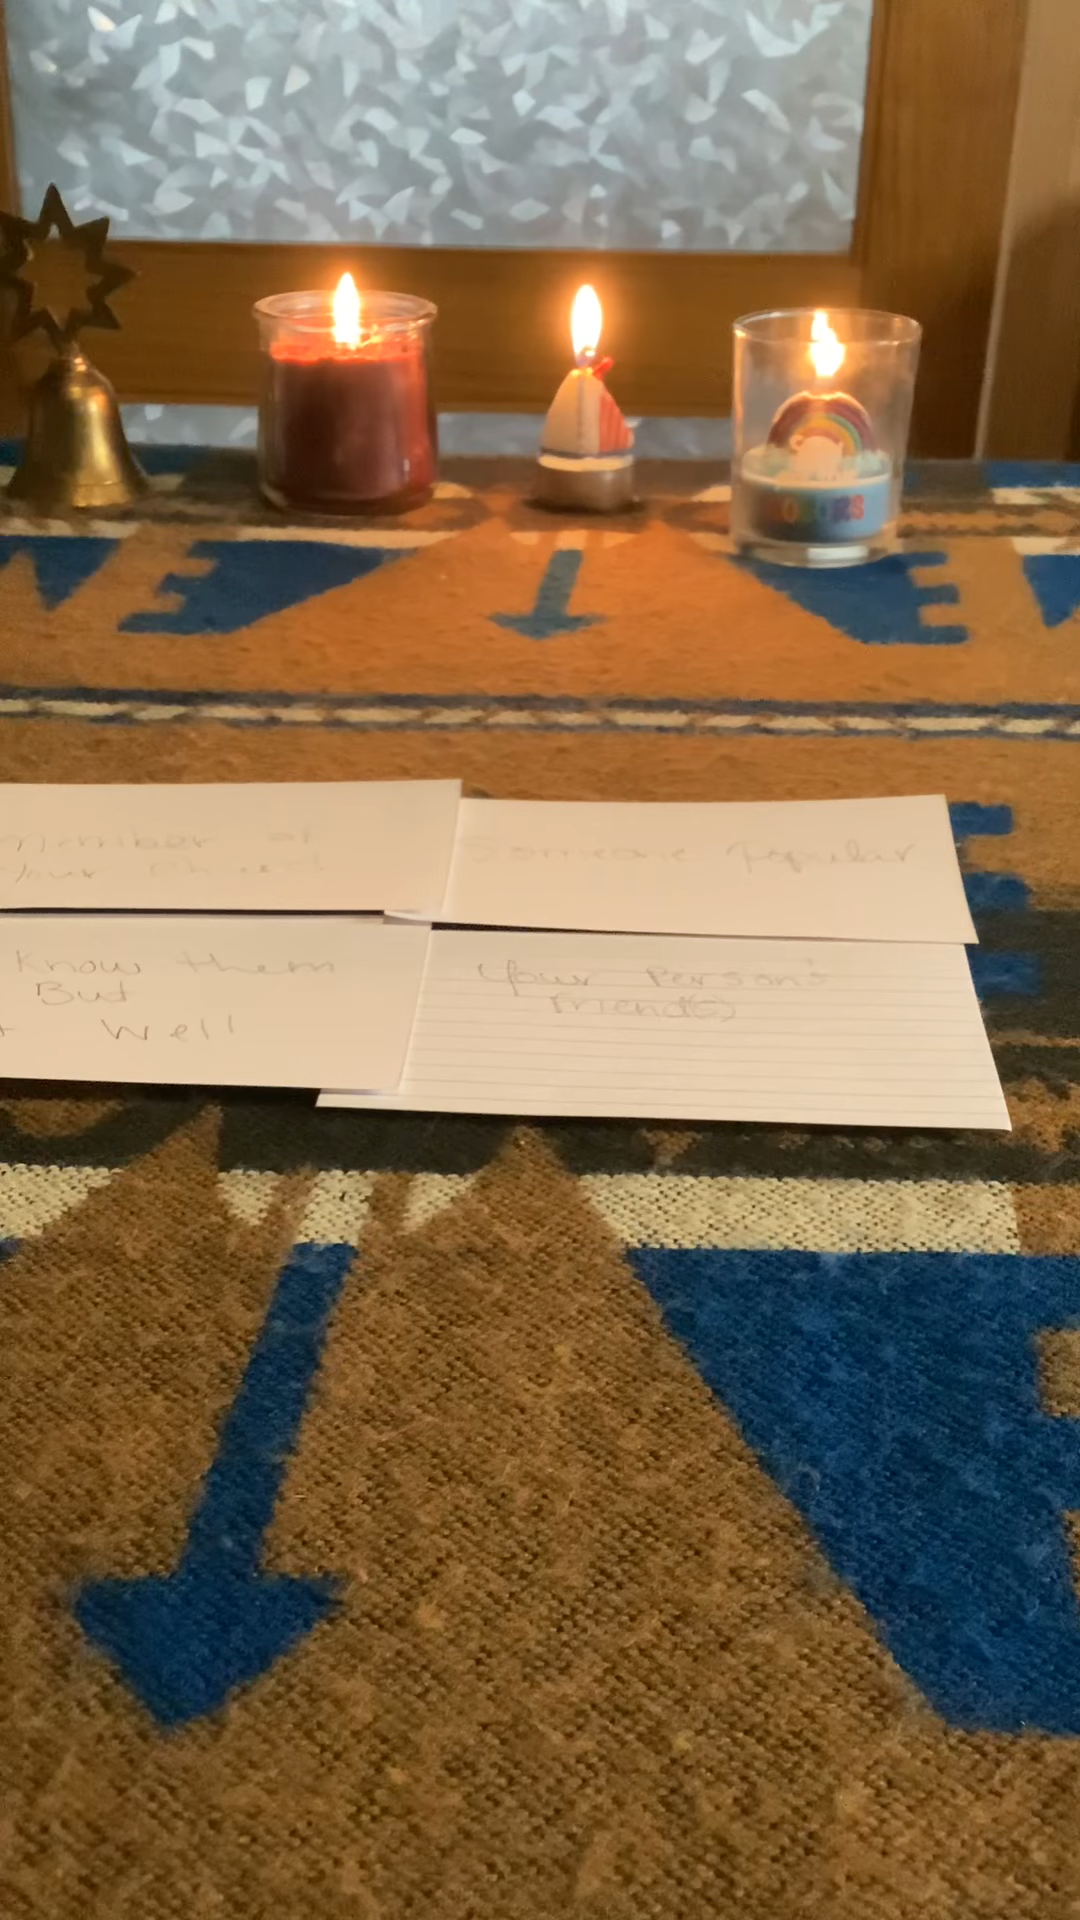 Member of
Your Church
Someone Popular
Know them
But
Well
Your Person's
Friend(s)